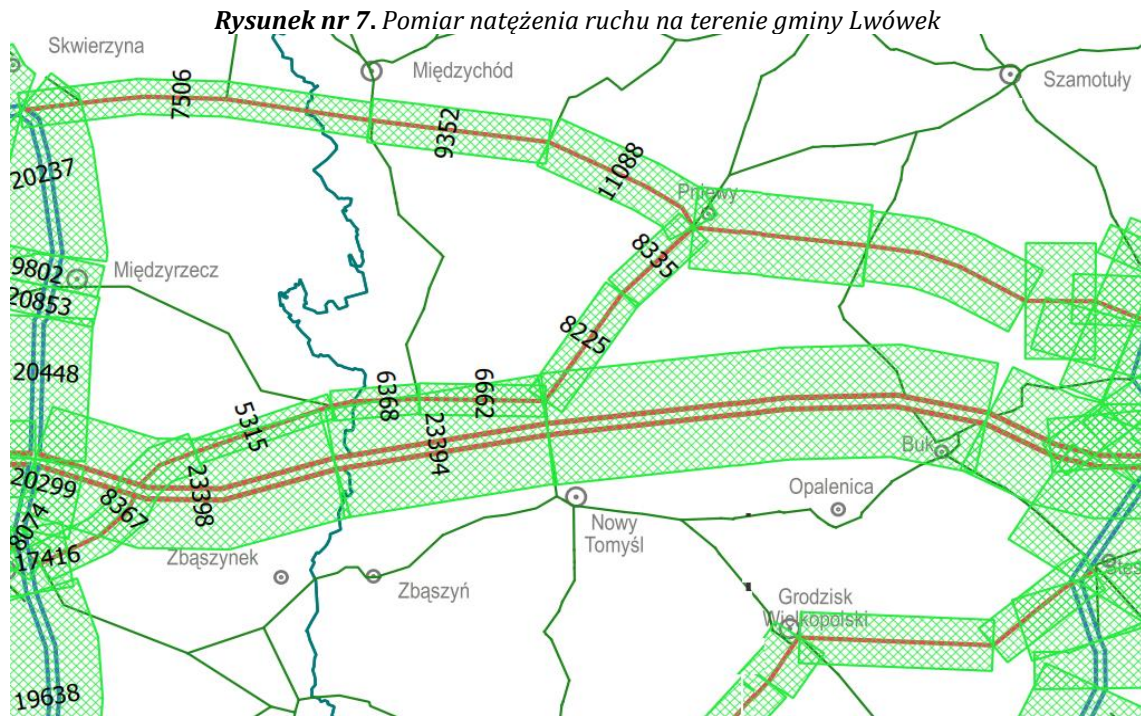 Rysunek nr 7. Pomiar natężenia ruchu na terenie gminy Lwówek
Skwierzyna
Międzychód
Szamotuły
7506
9352
11088
20237
Pniewy
8335
9802
Międzyrzecz
20853
8225
20448
6368
6662
5315
23394
Buk
20299
8367
23398
Opalenica
8074
Nowy
Tomyśl
17416
Zbąszynek
Zbąszyń
Stęs
Grodzisk
Wielkopolski
19638